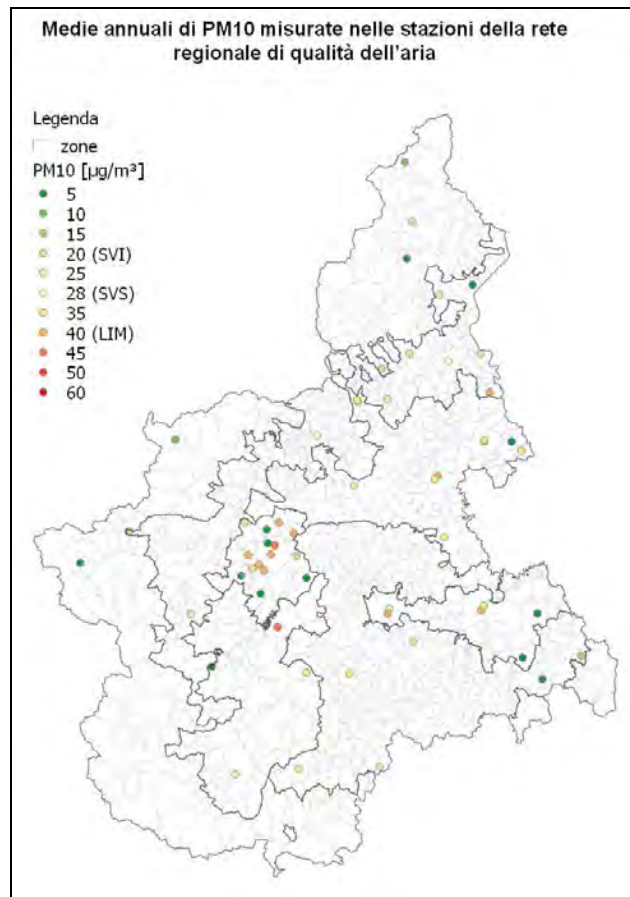 Medie annuali di PM10 misurate nelle stazioni della rete
regionale di qualità dell'aria
Legenda
zone
PM10 [µg/m³]
5
10
15
20 (SVI)
25
28 (SVS)
35
40 (LIM)
45
50
60